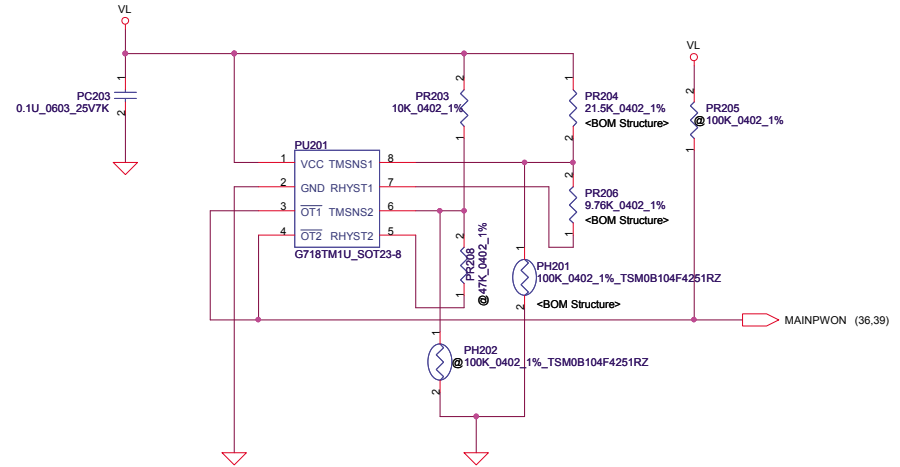 VL
VL
1
PC203
0.1U_0603_25V7K
2
2
PR203
10K_0402_1%
1
1
PR204
21.5K_0402_1%
<BOM Structure>
2
2
PR205
@100K_0402_1%
1
PU201
1 VCC TMSNS1 8
2 GND RHYST1 7
3 OT1 TMSNS2 6
4 OT2 RHYST2 5
G718TM1U_SOT23-8
2
PR206
9.76K_0402_1%
<BOM Structure>
1
2
PR208
@47K_0402_1%
1
1
PH201
100K_0402_1%_TSM0B104F4251RZ
<BOM Structure>
2
MAINPWON (36,39)
1
PH202
@100K_0402_1%_TSM0B104F4251RZ
2